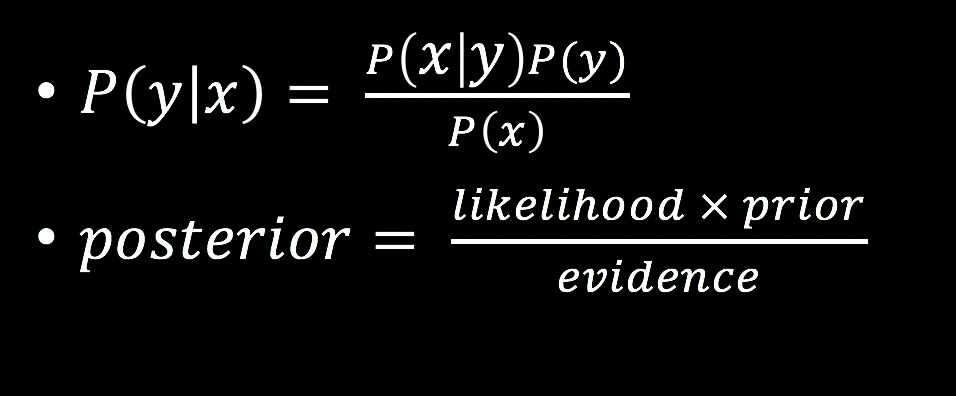 • P(y|x) = P(x|y)P(y) / P(x)
• posterior = likelihood × prior / evidence